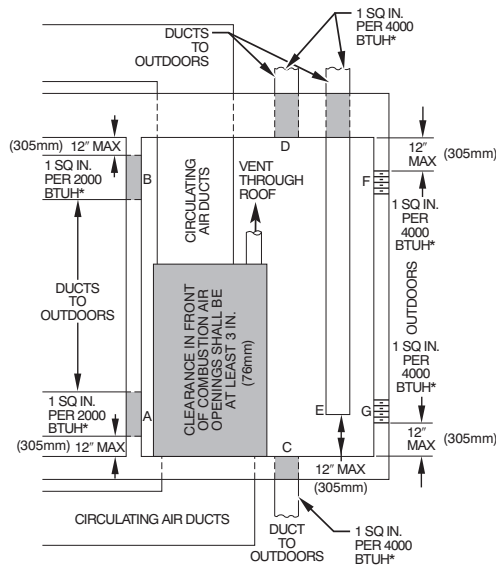 1 SQ IN.
PER 4000
BTUH*
DUCTS
TO
OUTDOORS
(305mm)
12" MAX
1 SQ IN.
PER 2000
BTUH*
B
D
CIRCULATING
AIR DUCTS
VENT
THROUGH
ROOF
12"
MAX
(305mm)
F
1 SQ IN.
PER
4000
BTUH*
DUCTS
TO
OUTDOORS
CLEARANCE IN FRONT
OF COMBUSTION AIR
OPENINGS SHALL BE
AT LEAST 3 IN.
(76mm)
OUTDOORS
1 SQ IN.
PER
4000
BTUH*
1 SQ IN.
PER 2000
BTUH*
A
E
G
(305mm)
12" MAX
C
12"
MAX
(305mm)
12" MAX
(305mm)
CIRCULATING AIR DUCTS
DUCT
TO
OUTDOORS
1 SQ IN.
PER 4000
BTUH*